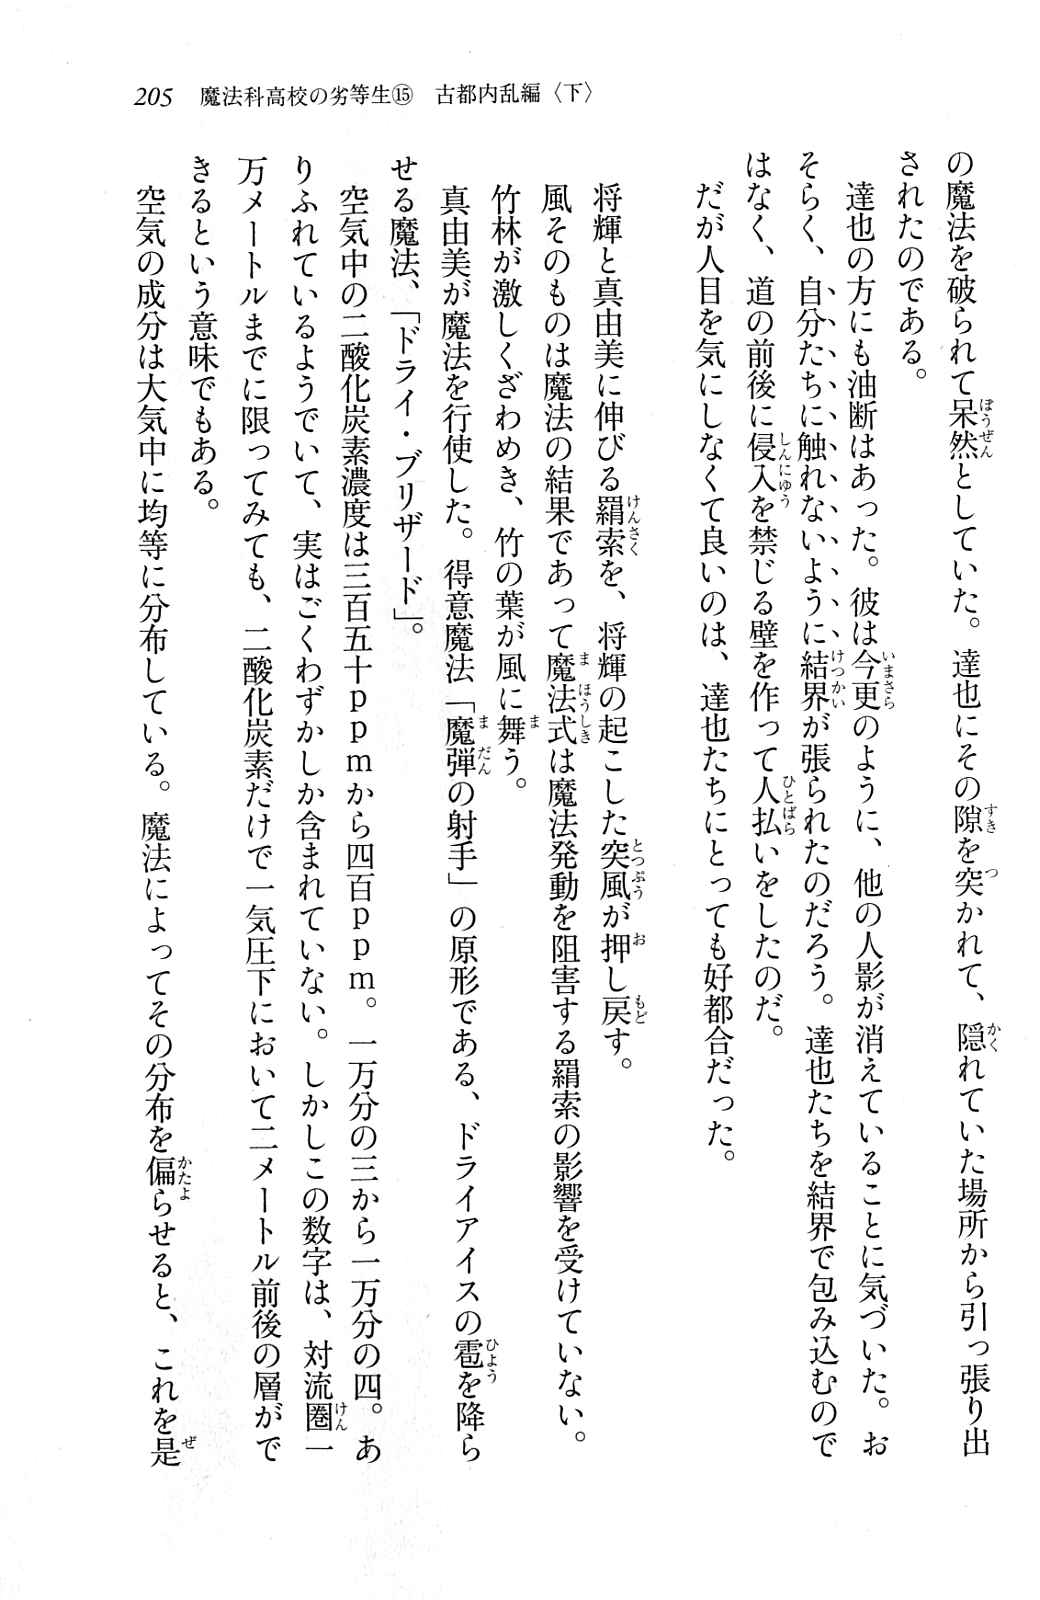 205 魔法科高校の劣等生⑮ 古都内乱編〈下〉
の魔法を破られて呆然としていた。達也にその隙を突かれて、隠れていた場所から引っ張り出
されたのである。
達也の方にも油断はあった。彼は今更のように、他の人影が消えていることに気づいた。お
そらく、自分たちに触れないように結界が張られたのだろう。達也たちを結界で包み込むので
はなく、道の前後に侵入を禁じる壁を作って人払いをしたのだ。
だが人目を気にしなくて良いのは、達也たちにとっても好都合だった。
将輝と真由美に伸びる羂索を、将輝の起こした突風が押し戻す。
風そのものは魔法の結果であって魔法式は魔法発動を阻害する羂索の影響を受けていない。
竹林が激しくざわめき、竹の葉が風に舞う。
真由美が魔法を行使した。得意魔法「魔弾の射手」の原形である、ドライアイスの雹を降ら
せる魔法、「ドライ・ブリザード」。
空気中の二酸化炭素濃度は三百五十ｐｐｍから四百ｐｐｍ。一万分の三から一万分の四。あ
りふれているようでいて、実はごくわずかしか含まれていない。しかしこの数字は、対流圏一
万メートルまでに限ってみても、二酸化炭素だけで一気圧下において二メートル前後の層がで
きるという意味でもある。
空気の成分は大気中に均等に分布している。魔法によってその分布を偏らせると、これを是